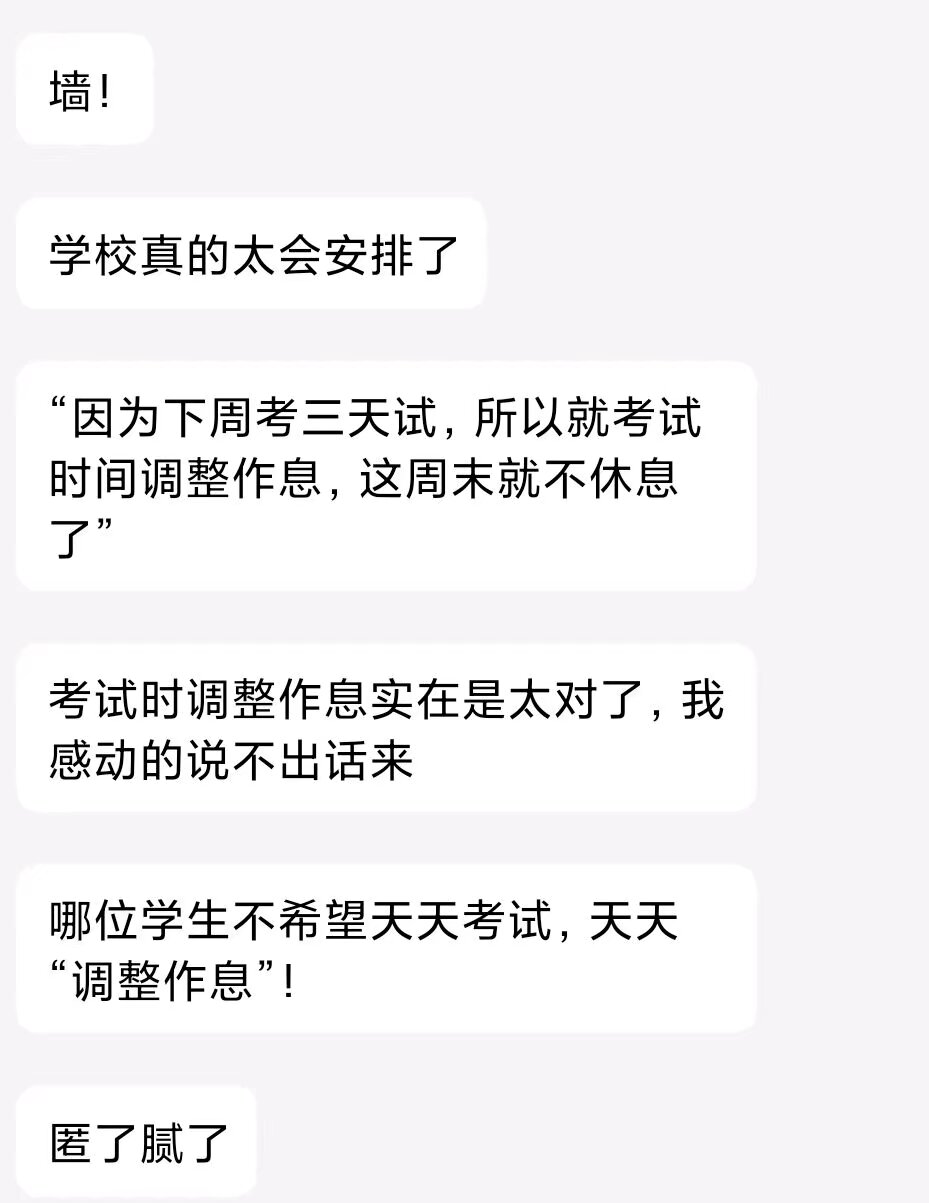 墙！
学校真的太会安排了
“因为下周考三天试，所以就考试
时间调整作息，这周末就不休息
了”
考试时调整作息实在是太对了，我
感动的说不出话来
哪位学生不希望天天考试，天天
“调整作息”！
匿了腻了